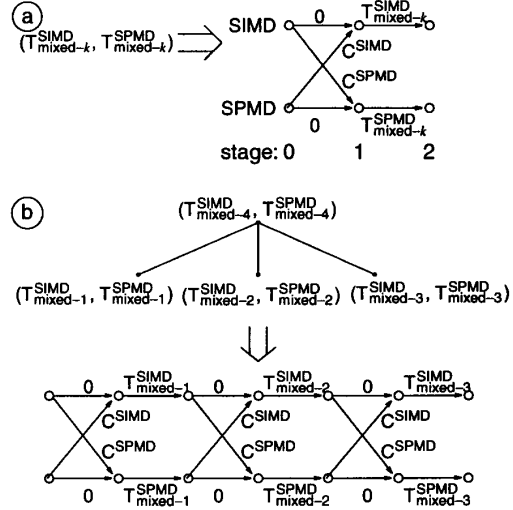 a
(T^SIMD_mixed-k, T^SPMD_mixed-k)
SIMD 0 T^SIMD_mixed-k
C^SIMD
C^SPMD
SPMD 0 T^SPMD_mixed-k
stage: 0 1 2
b
(T^SIMD_mixed-4, T^SPMD_mixed-4)
(T^SIMD_mixed-1, T^SPMD_mixed-1) (T^SIMD_mixed-2, T^SPMD_mixed-2) (T^SIMD_mixed-3, T^SPMD_mixed-3)
0 T^SIMD_mixed-1 0 T^SIMD_mixed-2 0 T^SIMD_mixed-3
C^SIMD C^SIMD C^SIMD
C^SPMD C^SPMD C^SPMD
0 T^SPMD_mixed-1 0 T^SPMD_mixed-2 0 T^SPMD_mixed-3